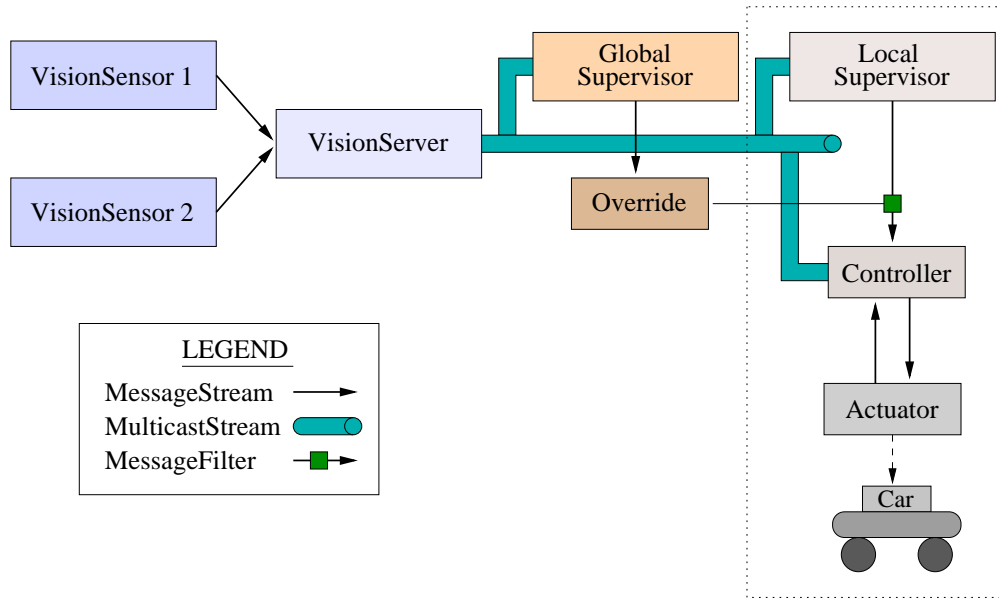 VisionSensor 1
VisionSensor 2
VisionServer
Global
Supervisor
Local
Supervisor
Override
Controller
Actuator
Car
LEGEND
MessageStream
MulticastStream
MessageFilter